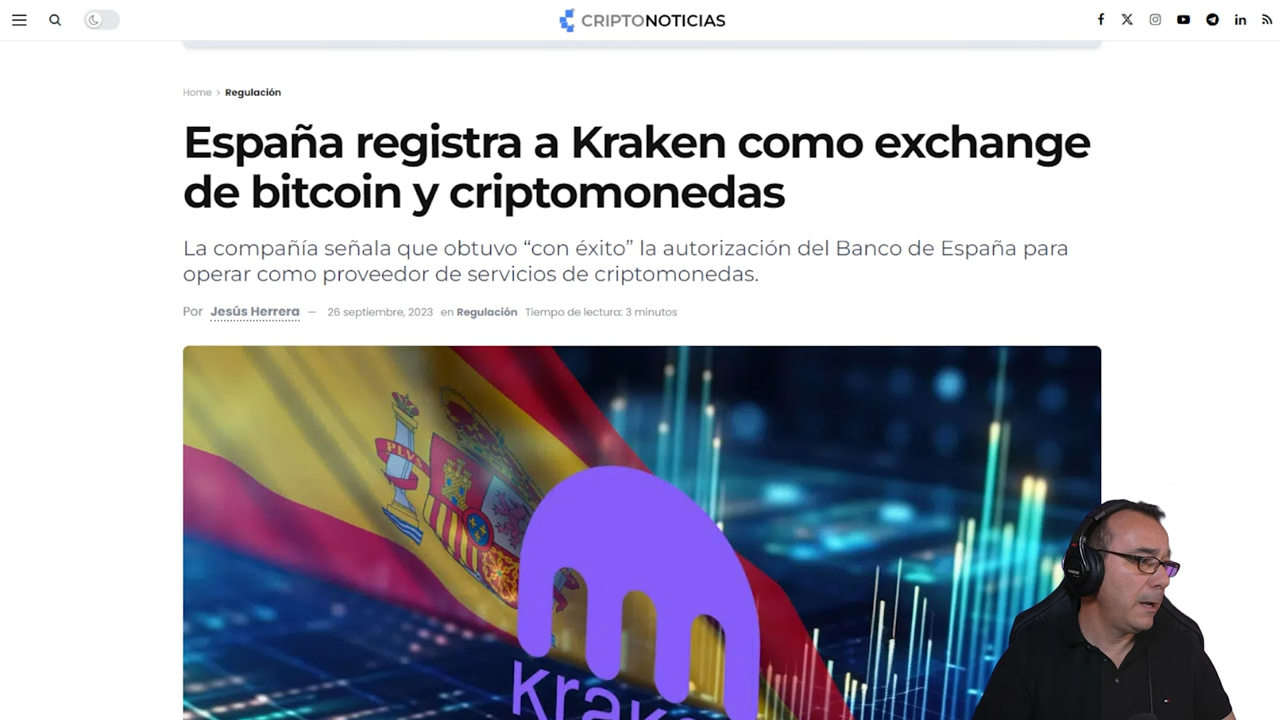 CRIPTONOTICIAS
Home > Regulación
España registra a Kraken como exchange
de bitcoin y criptomonedas
La compañía señala que obtuvo “con éxito” la autorización del Banco de España para
operar como proveedor de servicios de criptomonedas.
Por Jesús Herrera — 26 septiembre, 2023 en Regulación Tiempo de lectura: 3 minutos
PLVS